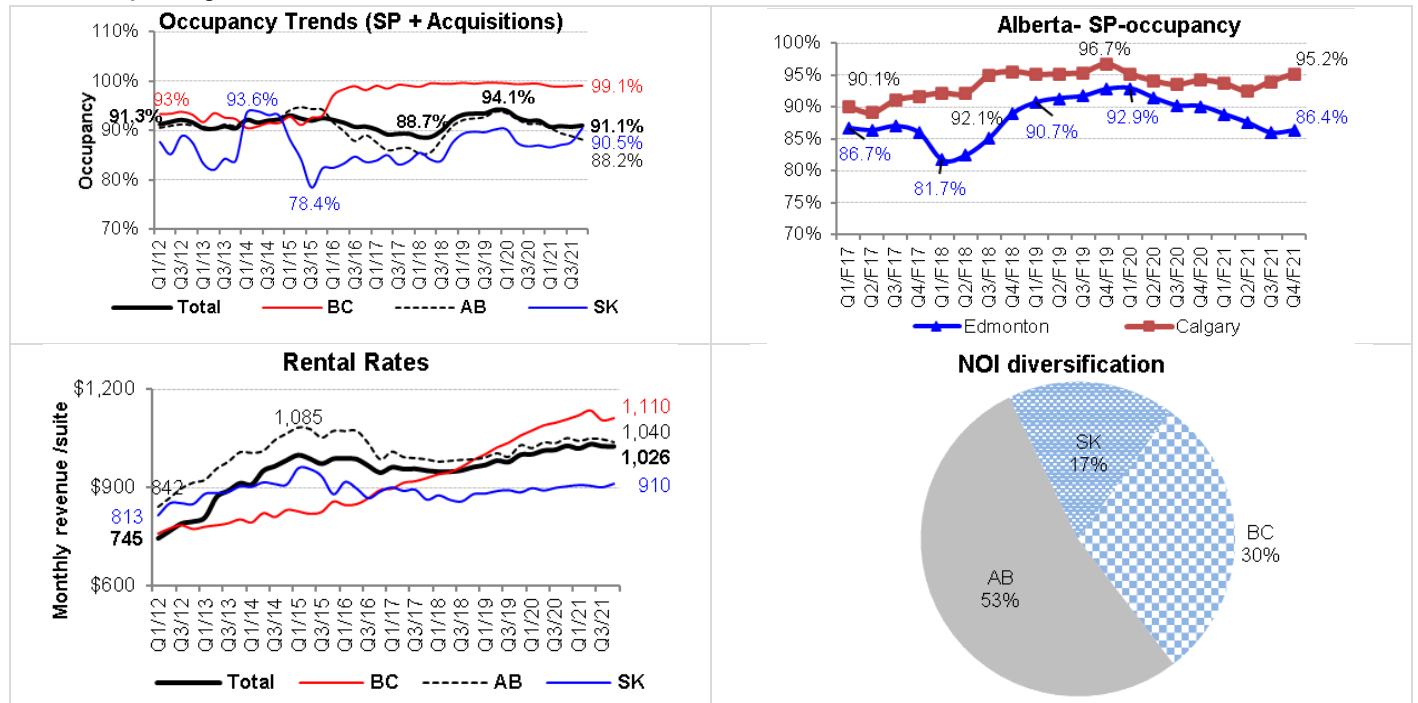 Occupancy Trends (SP + Acquisitions)
110%
100%
90%
80%
70%
Occupancy
91.3%
93%
93.6%
78.4%
88.7%
94.1%
99.1%
91.1%
90.5%
88.2%
Q1/12
Q3/12
Q1/13
Q3/13
Q1/14
Q3/14
Q1/15
Q3/15
Q1/16
Q3/16
Q1/17
Q3/17
Q1/18
Q3/18
Q1/19
Q3/19
Q1/20
Q3/20
Q1/21
Q3/21
Total BC AB SK
Alberta- SP-occupancy
100%
95%
90%
85%
80%
75%
70%
90.1%
86.7%
81.7%
92.1%
90.7%
96.7%
92.9%
95.2%
86.4%
Q1/F17
Q2/F17
Q3/F17
Q4/F17
Q1/F18
Q2/F18
Q3/F18
Q4/F18
Q1/F19
Q2/F19
Q3/F19
Q4/F19
Q1/F20
Q2/F20
Q3/F20
Q4/F20
Q1/F21
Q2/F21
Q3/F21
Q4/F21
Edmonton Calgary
Rental Rates
$1,200
$900
$600
Monthly revenue /suite
842
813
745
1,085
1,110
1,040
1,026
910
Q1/12
Q3/12
Q1/13
Q3/13
Q1/14
Q3/14
Q1/15
Q3/15
Q1/16
Q3/16
Q1/17
Q3/17
Q1/18
Q3/18
Q1/19
Q3/19
Q1/20
Q3/20
Q1/21
Q3/21
Total BC AB SK
NOI diversification
SK
17%
BC
30%
AB
53%